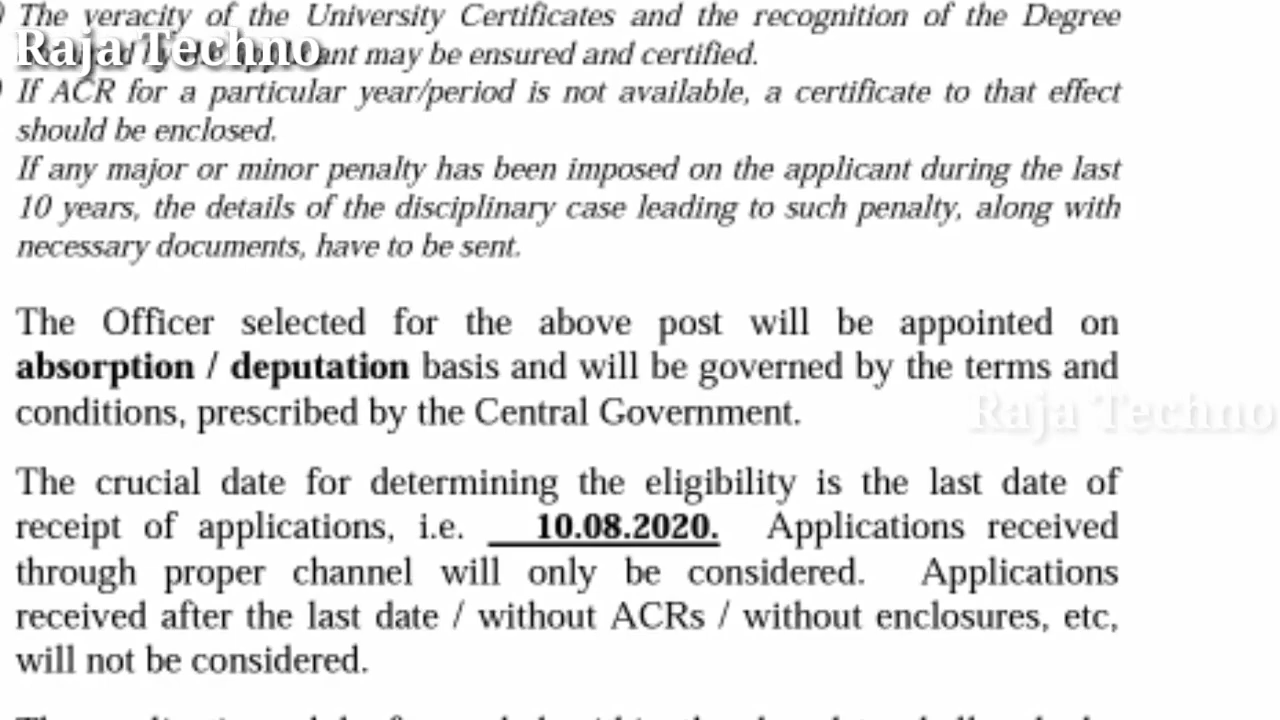 The veracity of the University Certificates and the recognition of the Degree
Raja Techno
ant may be ensured and certified.
If ACR for a particular year/period is not available, a certificate to that effect
should be enclosed.
If any major or minor penalty has been imposed on the applicant during the last
10 years, the details of the disciplinary case leading to such penalty, along with
necessary documents, have to be sent.
The Officer selected for the above post will be appointed on
absorption / deputation basis and will be governed by the terms and
conditions, prescribed by the Central Government.
Raja Techno
The crucial date for determining the eligibility is the last date of
receipt of applications, i.e. 10.08.2020. Applications received
through proper channel will only be considered. Applications
received after the last date / without ACRs / without enclosures, etc,
will not be considered.